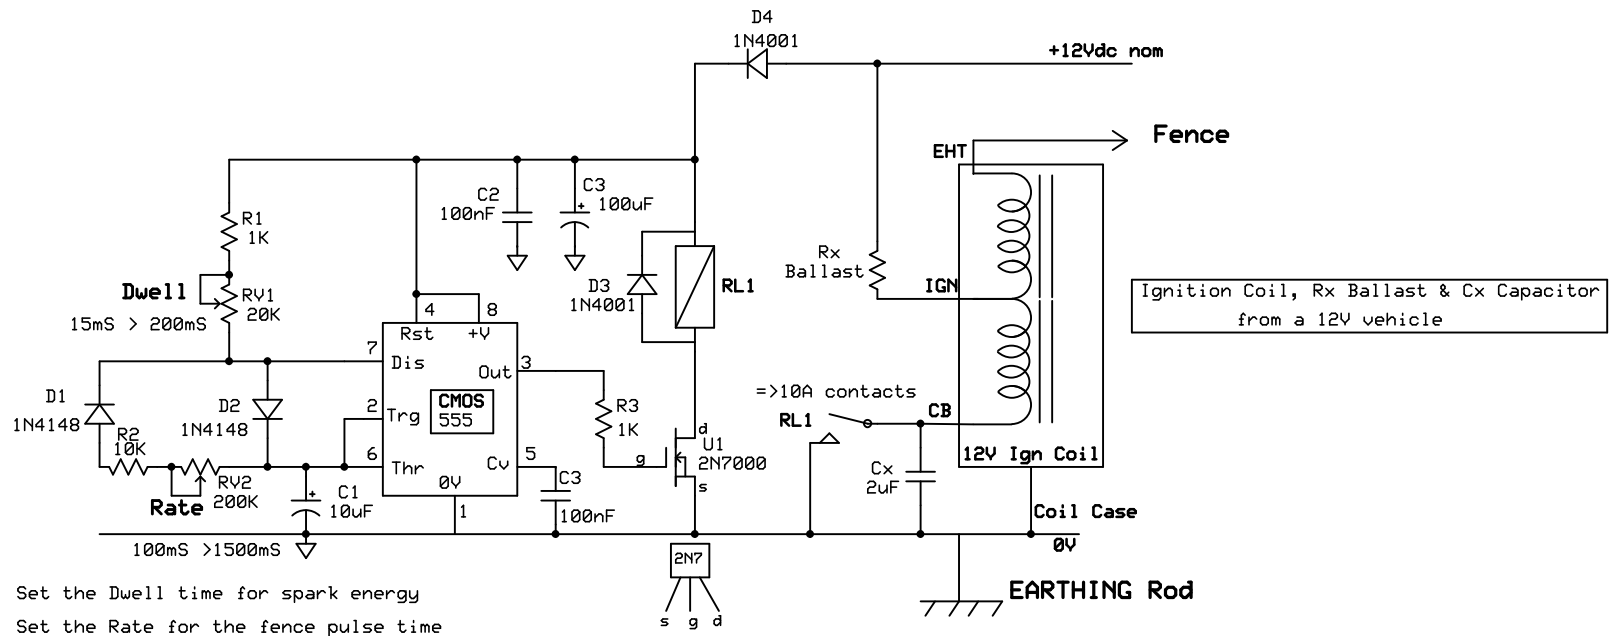 D4
1N4001
+12Vdc nom
Fence
EHT
C2
100nF
C3
100uF
+
R1
1K
Rx
Ballast
D3
1N4001
RL1
IGN
Ignition Coil, Rx Ballast & Cx Capacitor
from a 12V vehicle
Dwell
15mS > 200mS
RV1
20K
4
8
Rst
+V
7
Dis
3
Out
D1
1N4148
D2
1N4148
2
Trg
CMOS
555
R3
1K
=>10A contacts
RL1
CB
R2
10K
6
Thr
5
Cv
g
d
U1
2N7000
s
12V Ign Coil
RV2
200K
Rate
+
C1
10uF
0V
1
C3
100nF
Cx
2uF
Coil Case
0V
100mS >1500mS
2N7
s g d
EARTHING Rod
Set the Dwell time for spark energy
Set the Rate for the fence pulse time